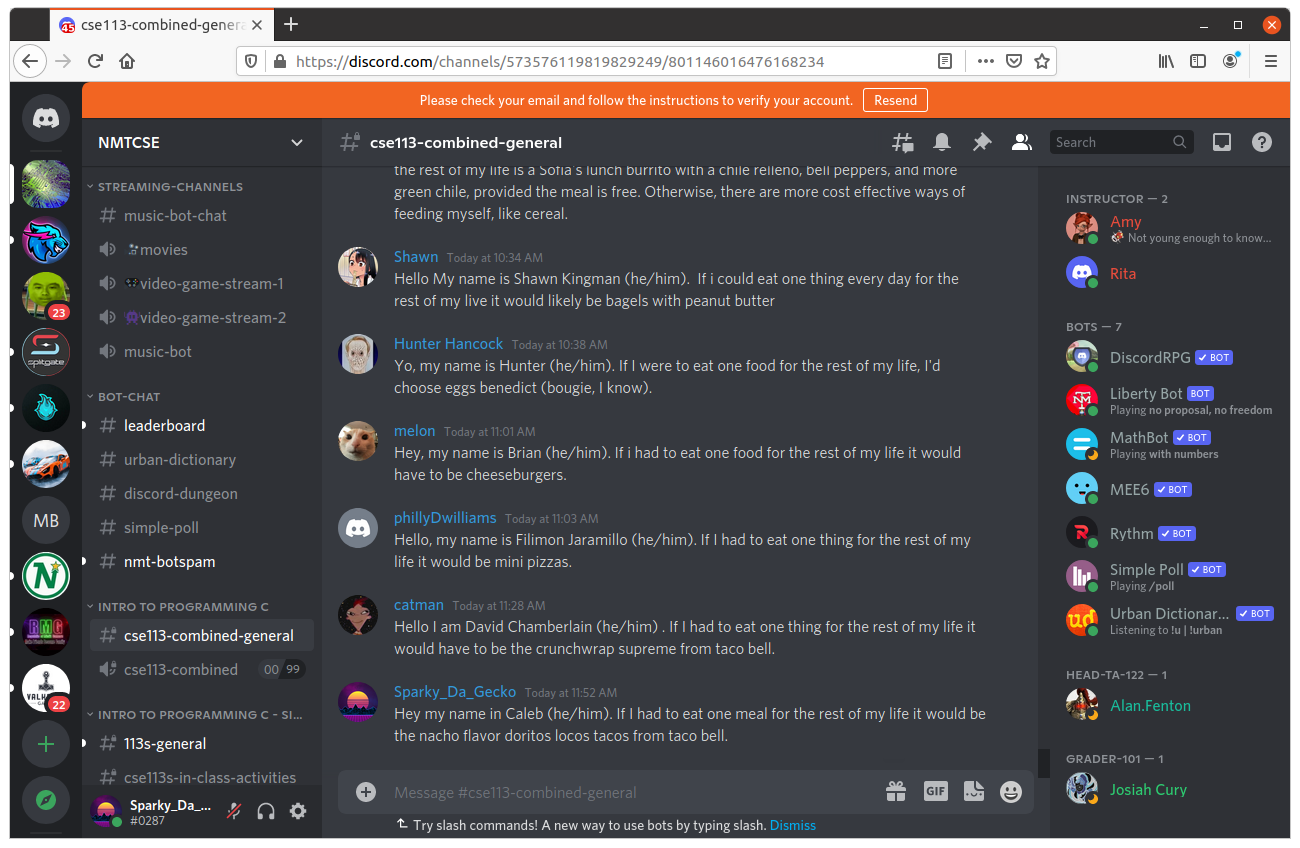 cse113-combined-genera
45
https://discord.com/channels/573576119819829249/801146016476168234
Please check your email and follow the instructions to verify your account.
Resend
NMTCSE
STREAMING-CHANNELS
music-bot-chat
movies
video-game-stream-1
video-game-stream-2
music-bot
BOT-CHAT
leaderboard
urban-dictionary
discord-dungeon
simple-poll
nmt-botspam
INTRO TO PROGRAMMING C
cse113-combined-general
cse113-combined
00 99
INTRO TO PROGRAMMING C - SI...
113s-general
cse113s-in-class-activities
Sparky_Da_...
#0287
23
splitgate
MB
N
RMG
VALH
22
cse113-combined-general
Search
the rest of my life is a Sofia's lunch burrito with a chile relleno, bell peppers, and more
green chile, provided the meal is free. Otherwise, there are more cost effective ways of
feeding myself, like cereal.
Shawn Today at 10:34 AM
Hello My name is Shawn Kingman (he/him). If i could eat one thing every day for the
rest of my live it would likely be bagels with peanut butter
Hunter Hancock Today at 10:38 AM
Yo, my name is Hunter (he/him). If I were to eat one food for the rest of my life, I'd
choose eggs benedict (bougie, I know).
melon Today at 11:01 AM
Hey, my name is Brian (he/him). If i had to eat one food for the rest of my life it would
have to be cheeseburgers.
phillyDwilliams Today at 11:03 AM
Hello, my name is Filimon Jaramillo (he/him). If I had to eat one thing for the rest of my
life it would be mini pizzas.
catman Today at 11:28 AM
Hello I am David Chamberlain (he/him) . If I had to eat one thing for the rest of my life it
would have to be the crunchwrap supreme from taco bell.
Sparky_Da_Gecko Today at 11:52 AM
Hey my name in Caleb (he/him). If I had to eat one meal for the rest of my life it would be
the nacho flavor doritos locos tacos from taco bell.
Message #cse113-combined-general
GIF
Try slash commands! A new way to use bots by typing slash. Dismiss
INSTRUCTOR — 2
Amy
Not young enough to know...
Rita
BOTS — 7
DiscordRPG BOT
Liberty Bot BOT
Playing no proposal, no freedom
MathBot BOT
Playing with numbers
MEE6 BOT
Rythm BOT
Simple Poll BOT
Playing /poll
ud
Urban Dictionar... BOT
Listening to !u | !urban
HEAD-TA-122 — 1
Alan.Fenton
GRADER-101 — 1
Josiah Cury